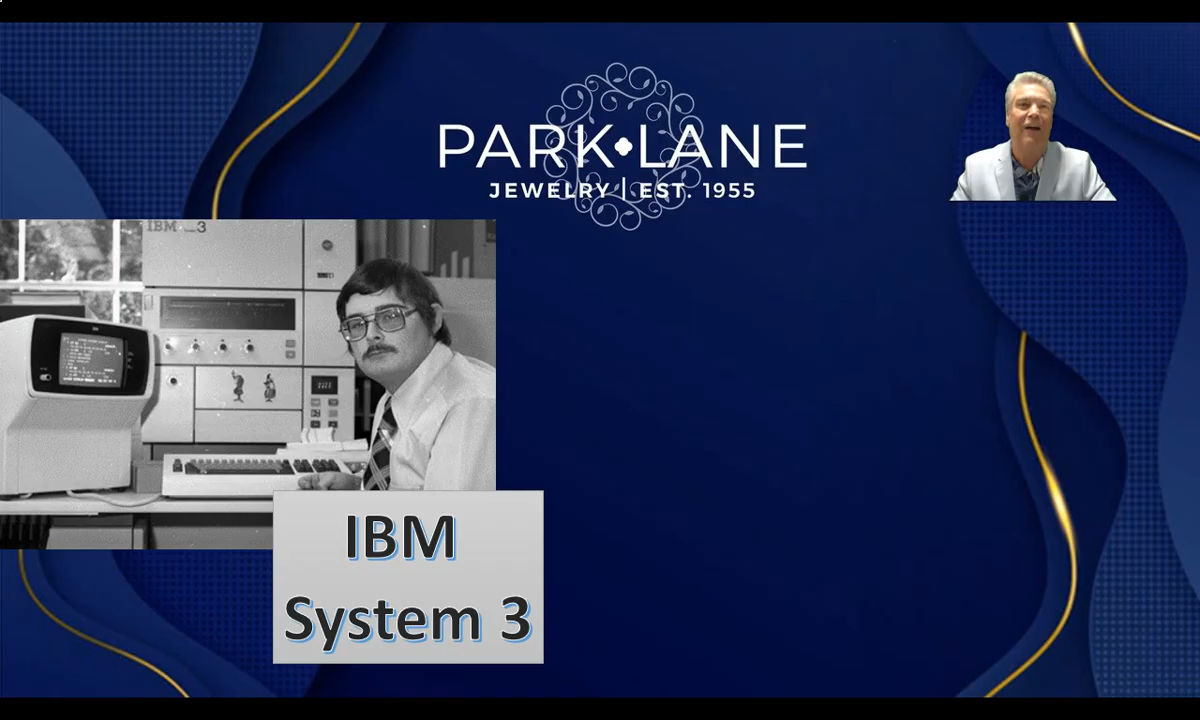 PARK LANE
JEWELRY | EST. 1955
IBM 3
IBM
System 3